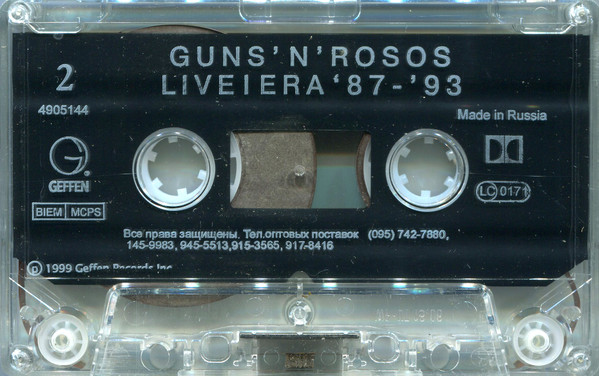 GUNS'N'ROSOS
LIVEIERA '87-'93
2
4905144
Made in Russia
G
GEFFEN
LC 0171
BIEM MCPS
Все права защищены. Тел.оптовых поставок (095) 742-7880,
145-9983, 945-5513,915-3565, 917-8416
℗ 1999 Geffen Records Inc